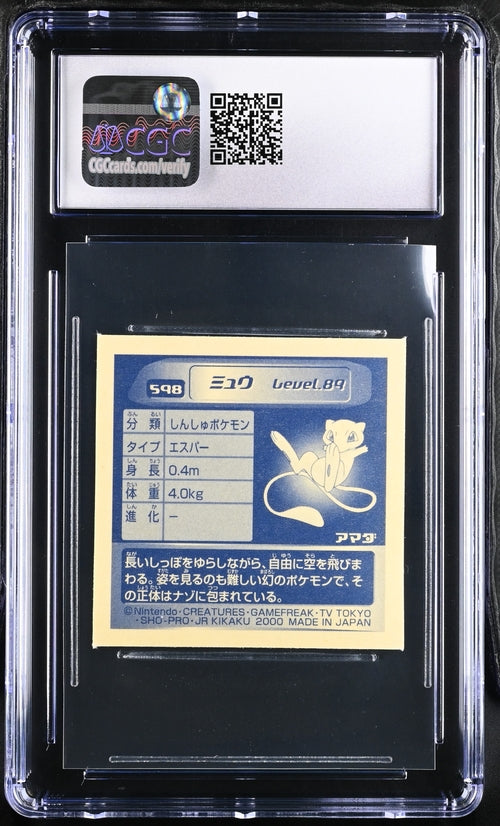 CGC
CGCcards.com/verify
598 ミュウ Level.89
分類 しんしゅポケモン
タイプ エスパー
身長 0.4m
体重 4.0kg
進化 −
アマダ
長いしっぽをゆらしながら、自由に空を飛びま
わる。姿を見るのも難しい幻のポケモンで、そ
の正体はナゾに包まれている。
©Nintendo・CREATURES・GAMEFREAK・TV TOKYO
・SHO-PRO・JR KIKAKU 2000 MADE IN JAPAN